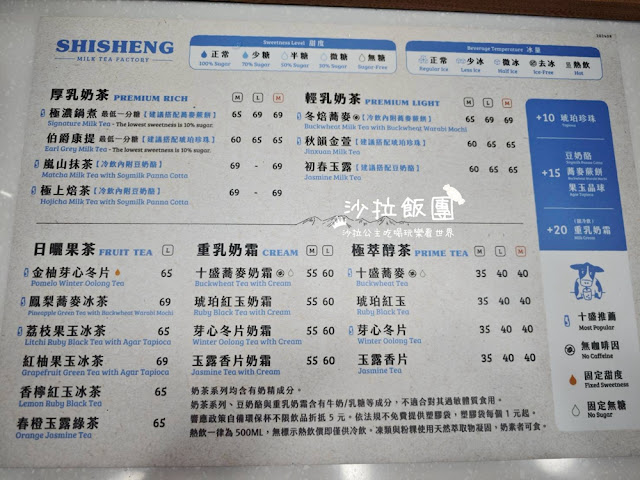 SHISHENG
MILK TEA FACTORY
Sweetness Level 甜度
正常 少糖 半糖 微糖 無糖
100% Sugar 70% Sugar 50% Sugar 30% Sugar Sugar-Free
Beverage Temperature 冰量
正常 少冰 微冰 去冰 熱飲
Regular Ice Less Ice Half Ice Ice-Free Hot
厚乳奶茶 PREMIUM RICH M L M
極濃鍋煮 最低一分糖【建議搭配蕎麥蕨餅】 65 69 69
Signature Milk Tea - The lowest sweetness is 10% sugar.
伯爵康提 最低一分糖【建議搭配琥珀珍珠】 60 65 65
Earl Grey Milk Tea - The lowest sweetness is 10% sugar.
嵐山抹茶【冷飲內附豆奶酪】 69 - 69
Matcha Milk Tea with Soymilk Panna Cotta
極上焙茶【冷飲內附豆奶酪】 69 - 69
Hojicha Milk Tea with Soymilk Panna Cotta
輕乳奶茶 PREMIUM LIGHT M L M
冬焙蕎麥【冷飲內附蕎麥蕨餅】 65 69 69
Buckwheat Milk Tea with Buckwheat Warabi Mochi
秋韻金萱【建議搭配琥珀珍珠】 60 65 65
Jinxuan Milk Tea
初春玉露【建議搭配豆奶酪】 60 65 65
Jasmine Milk Tea
+10 琥珀珍珠
Tapioca
豆奶酪
+15 蕎麥蕨餅
果玉晶球
Agar Tapioca
+20 重乳奶霜
Milk Cream
沙拉飯團
沙拉公主吃喝玩樂看世界
日曬果茶 FRUIT TEA L
金柚芽心冬片 65
Pomelo Winter Oolong Tea
鳳梨蕎麥冰茶 69
Pineapple Green Tea with Buckwheat Warabi Mochi
荔枝果玉冰茶 65
Litchi Ruby Black Tea with Agar Tapioca
紅柚果玉冰茶 69
Grapefruit Green Tea with Agar Tapioca
香檸紅玉冰茶 65
Lemon Ruby Black Tea
春橙玉露綠茶 65
Orange Jasmine Tea
重乳奶霜 CREAM M L
十盛蕎麥奶霜 55 60
Buckwheat Tea with Cream
琥珀紅玉奶霜 55 60
Ruby Black Tea with Cream
芽心冬片奶霜 55 60
Winter Oolong Tea with Cream
玉露香片奶霜 55 60
Jasmine Tea with Cream
極萃醇茶 PRIME TEA M L M
十盛蕎麥 35 40 40
Buckwheat Tea
琥珀紅玉 35 40 40
Ruby Black Tea
芽心冬片 35 40 40
Winter Oolong Tea
玉露香片 35 40 40
Jasmine Tea
奶茶系列均含有奶精成分。
奶茶系列、豆奶酪與重乳奶霜含有牛奶/乳糖等成分，不適合對其過敏體質食用。
響應政策自備環保杯不限飲品折抵 5 元。依法規不免費提供塑膠袋，塑膠袋每個 1 元起。
熱飲一律為 500ML，無標示熱飲價即僅供冷飲。凍類與粉粿使用天然萃取物凝固，奶素者可食。
十盛推薦
Most Popular
無咖啡因
No Caffeine
固定甜度
Fixed Sweetness
固定無糖
No Sugar